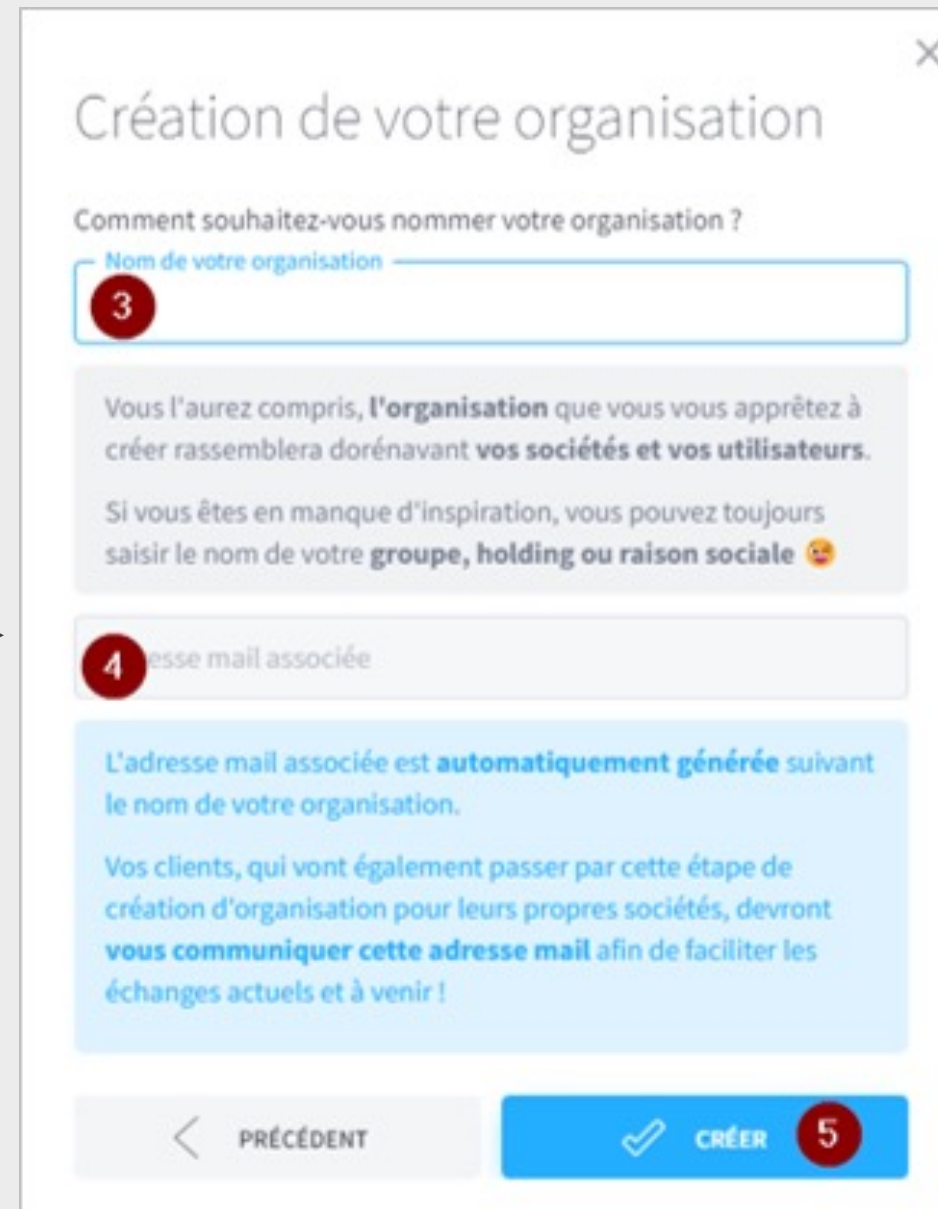 Création de votre organisation
Comment souhaitez-vous nommer votre organisation ?
Nom de votre organisation
3
Vous l'aurez compris, l'organisation que vous vous apprêtez à
créer rassemblera dorénavant vos sociétés et vos utilisateurs.
Si vous êtes en manque d'inspiration, vous pouvez toujours
saisir le nom de votre groupe, holding ou raison sociale 😉
4 esse mail associée
L'adresse mail associée est automatiquement générée suivant
le nom de votre organisation.
Vos clients, qui vont également passer par cette étape de
création d'organisation pour leurs propres sociétés, devront
vous communiquer cette adresse mail afin de faciliter les
échanges actuels et à venir !
PRÉCÉDENT
CRÉER 5